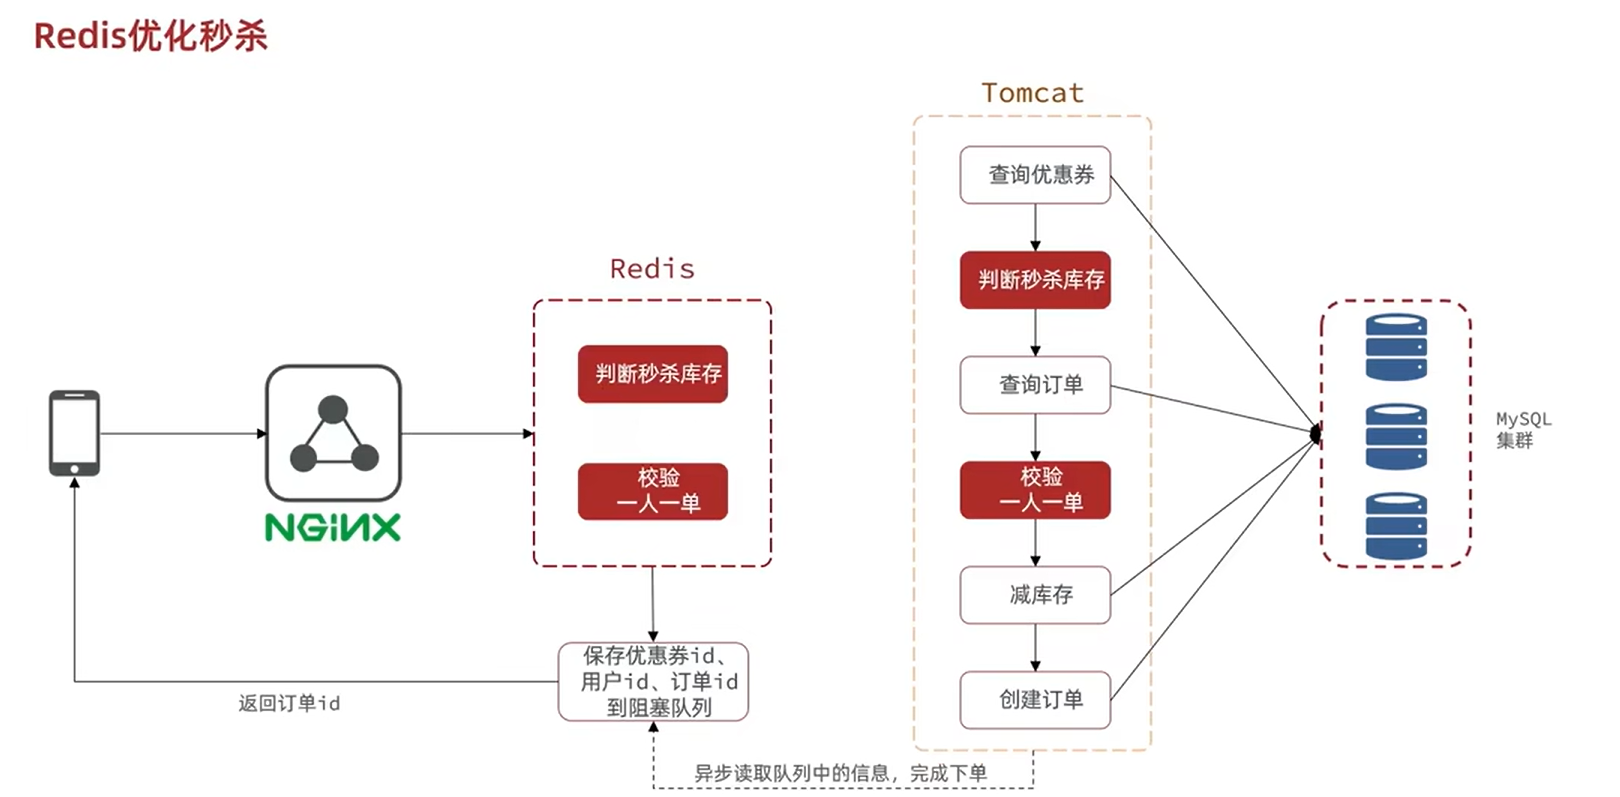 Redis优化秒杀
Tomcat
查询优惠券
判断秒杀库存
查询订单
校验
一人一单
减库存
创建订单
Redis
判断秒杀库存
校验
一人一单
NGiNX
MySQL
集群
保存优惠券id、
用户id、订单id
到阻塞队列
返回订单id
异步读取队列中的信息，完成下单